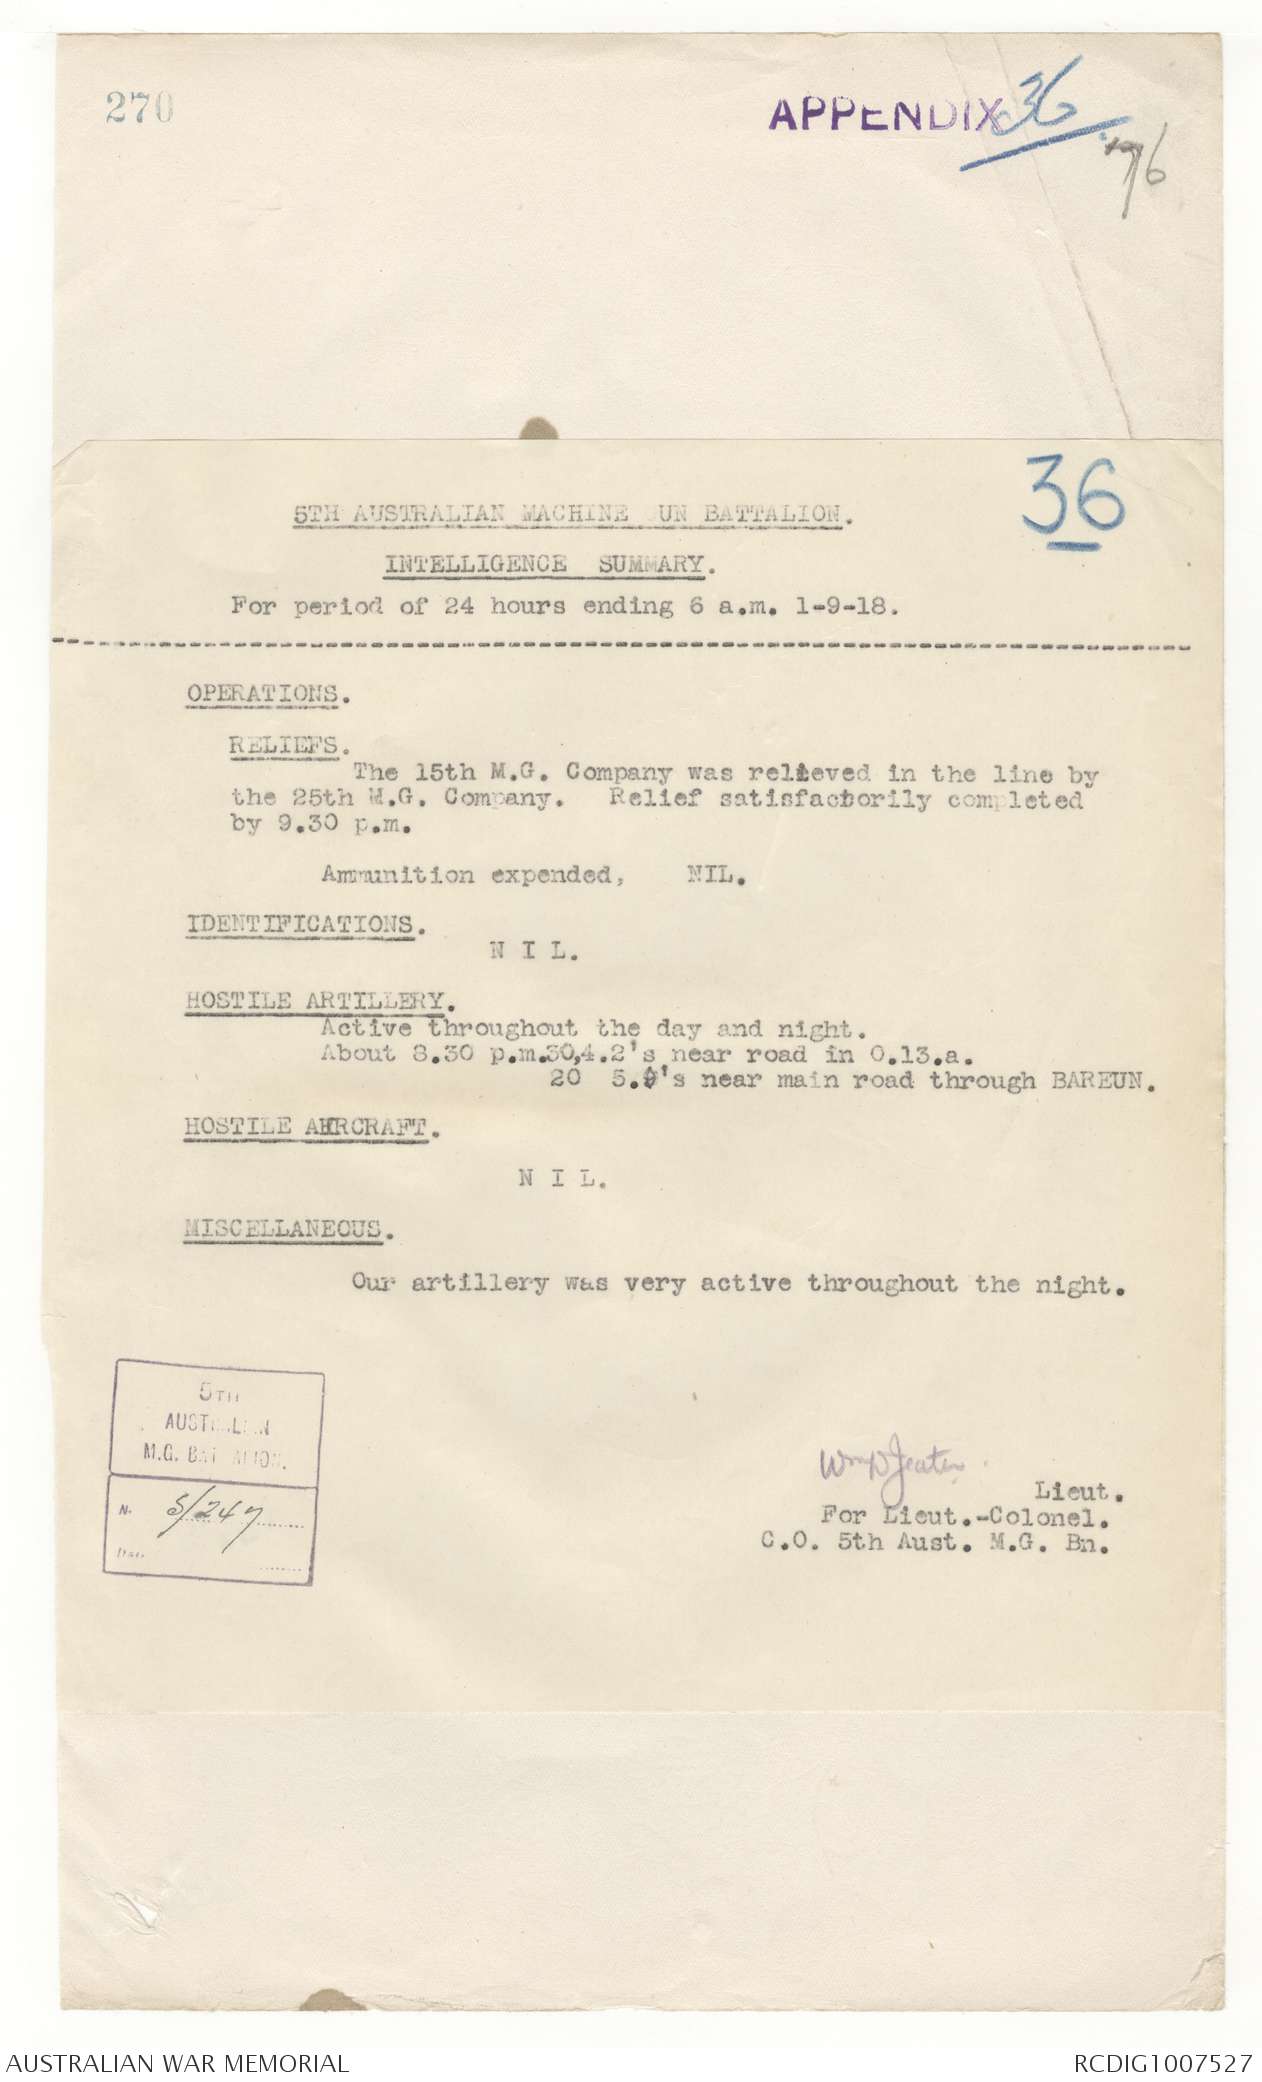 270
APPENDIX 36
76
36
5TH AUSTRALIAN MACHINE UN BATTALION.
INTELLIGENCE SUMMARY.
For period of 24 hours ending 6 a.m. 1-9-18.
OPERATIONS.
RELIEFS.
The 15th M.G. Company was relieved in the line by
the 25th M.G. Company. Relief satisfactorily completed
by 9.30 p.m.
Ammunition expended, NIL.
IDENTIFICATIONS.
N I L.
HOSTILE ARTILLERY.
Active throughout the day and night.
About 8.30 p.m.30,4.2's near road in O.13.a.
20 5.9's near main road through BAREUN.
HOSTILE AIRCRAFT.
N I L.
MISCELLANEOUS.
Our artillery was very active throughout the night.
5TH
AUSTRALIAN
M.G. BATTALION.
No. S/247
Date
Lieut.
For Lieut.-Colonel.
C.O. 5th Aust. M.G. Bn.
AUSTRALIAN WAR MEMORIAL
RCDIG1007527